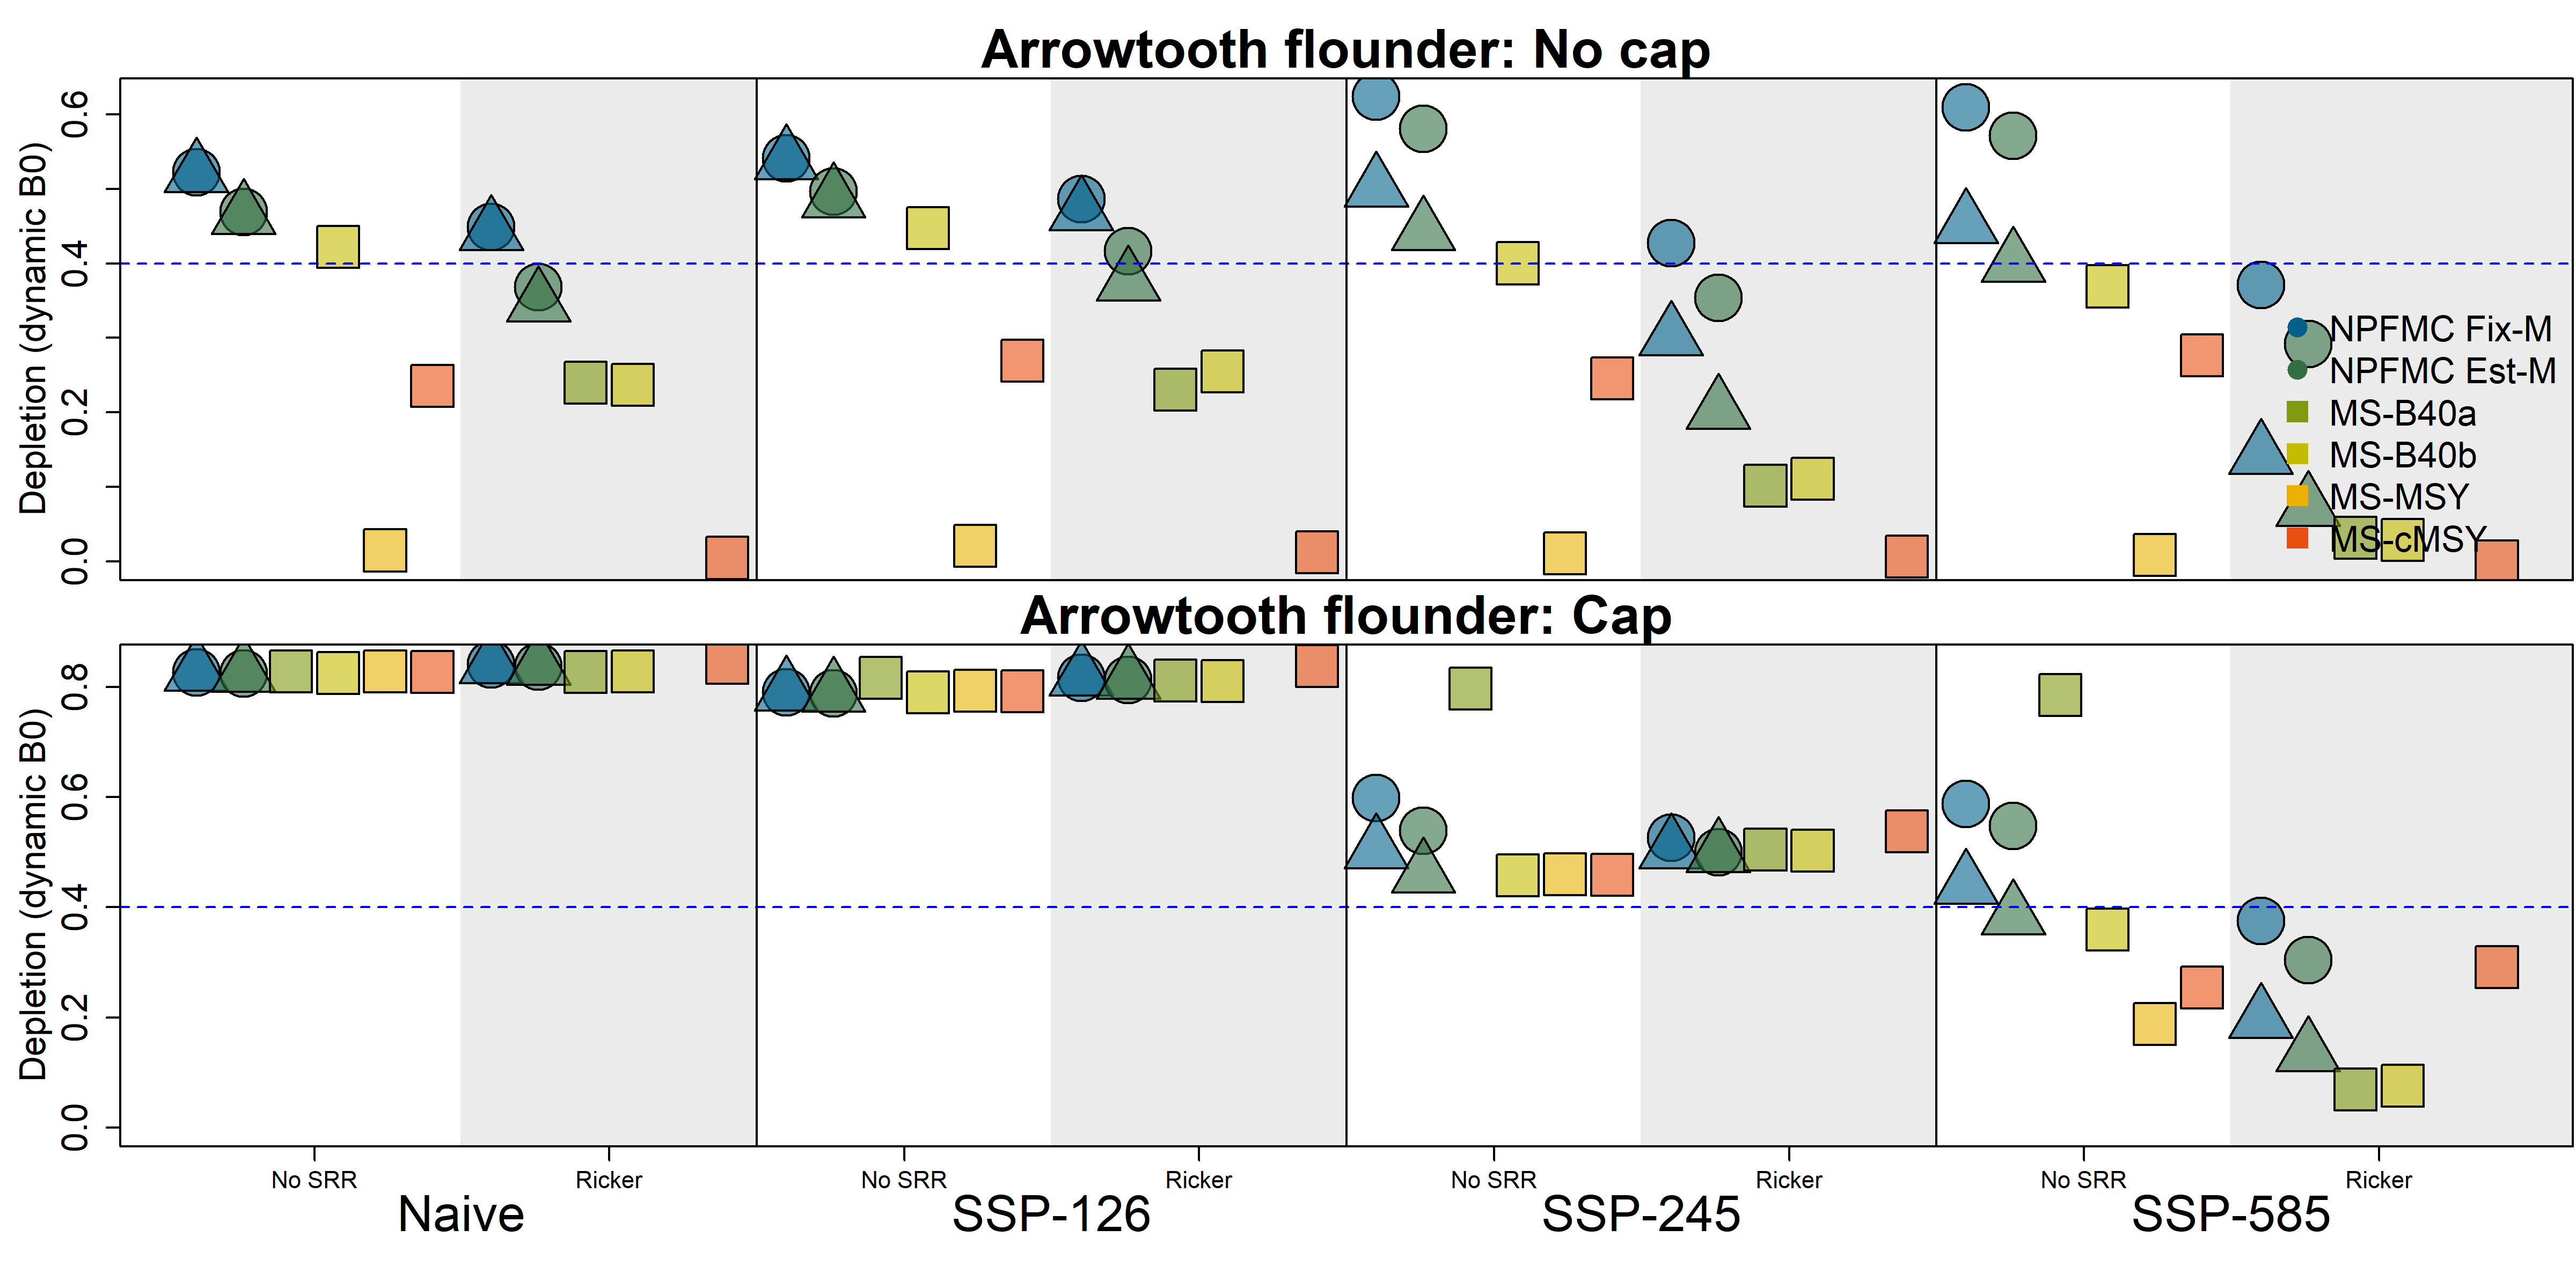 Arrowtooth flounder: No cap
Depletion (dynamic B0)
0.6
0.4
0.2
0.0
NPFMC Fix-M
NPFMC Est-M
MS-B40a
MS-B40b
MS-MSY
MS-cMSY
Arrowtooth flounder: Cap
Depletion (dynamic B0)
0.8
0.6
0.4
0.2
0.0
No SRR Ricker No SRR Ricker No SRR Ricker No SRR Ricker
Naive SSP-126 SSP-245 SSP-585